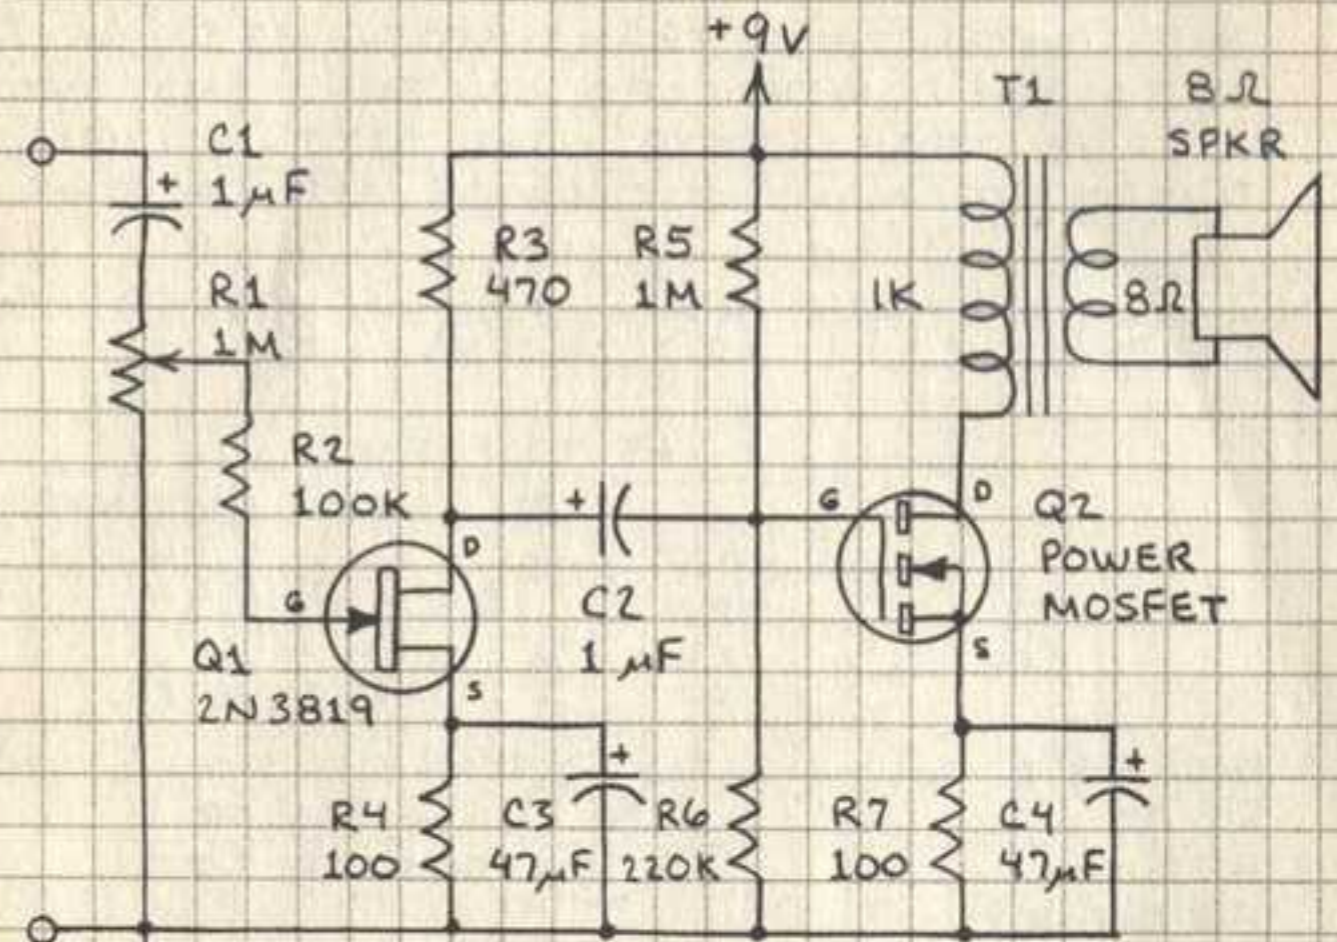 +9V
T1
8Ω
SPKR
C1
+
1µF
R1
1M
R3
470
R5
1M
1K
8Ω
R2
100K
+
C2
1µF
G
D
S
Q1
2N3819
G
D
S
Q2
POWER
MOSFET
R4
100
+
C3
47µF
R6
220K
R7
100
+
C4
47µF